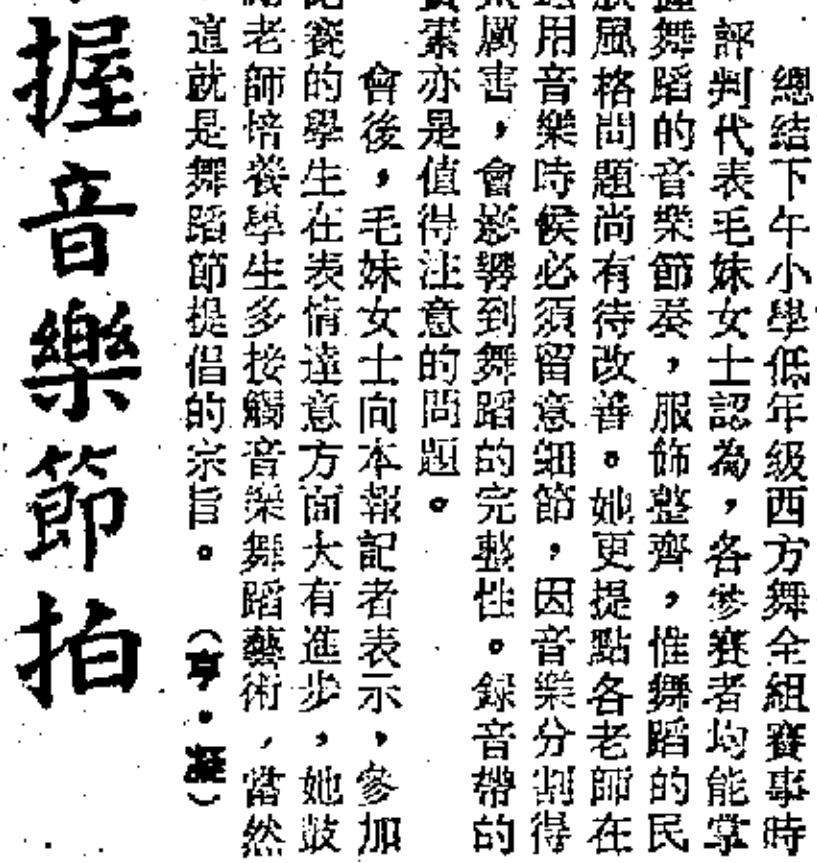 總結下午小學低年級西方舞全組賽事時
，評判代表毛妹女士認為，各參賽者均能掌
握舞蹈的音樂節奏，服飾整齊，惟舞蹈的民
族風格問題尚有待改善。她更提點各老師在
用音樂時候必須留意細節，因音樂分割得
厲害，會影響到舞蹈的完整性。錄音帶的
質素亦是值得注意的問題。
會後，毛妹女士向本報記者表示，參加
比賽的學生在表情達意方面大有進步，她鼓
勵老師培養學生多接觸音樂舞蹈藝術，當然
，這就是舞蹈節提倡的宗旨。（亨・凝）
握音樂節拍